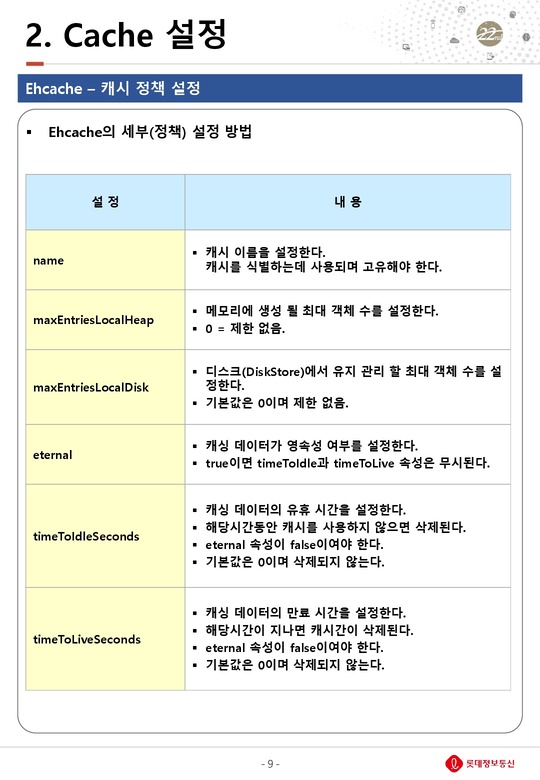 2. Cache 설정
22nd
Ehcache – 캐시 정책 설정
▪ Ehcache의 세부(정책) 설정 방법
설 정
내 용
name
▪ 캐시 이름을 설정한다.
캐시를 식별하는데 사용되며 고유해야 한다.
maxEntriesLocalHeap
▪ 메모리에 생성 될 최대 객체 수를 설정한다.
▪ 0 = 제한 없음.
maxEntriesLocalDisk
▪ 디스크(DiskStore)에서 유지 관리 할 최대 객체 수를 설
정한다.
▪ 기본값은 0이며 제한 없음.
eternal
▪ 캐싱 데이터가 영속성 여부를 설정한다.
▪ true이면 timeToIdle과 timeToLive 속성은 무시된다.
timeToIdleSeconds
▪ 캐싱 데이터의 유휴 시간을 설정한다.
▪ 해당시간동안 캐시를 사용하지 않으면 삭제된다.
▪ eternal 속성이 false이여야 한다.
▪ 기본값은 0이며 삭제되지 않는다.
timeToLiveSeconds
▪ 캐싱 데이터의 만료 시간을 설정한다.
▪ 해당시간이 지나면 캐시간이 삭제된다.
▪ eternal 속성이 false이여야 한다.
▪ 기본값은 0이며 삭제되지 않는다.
- 9 -
롯데정보통신